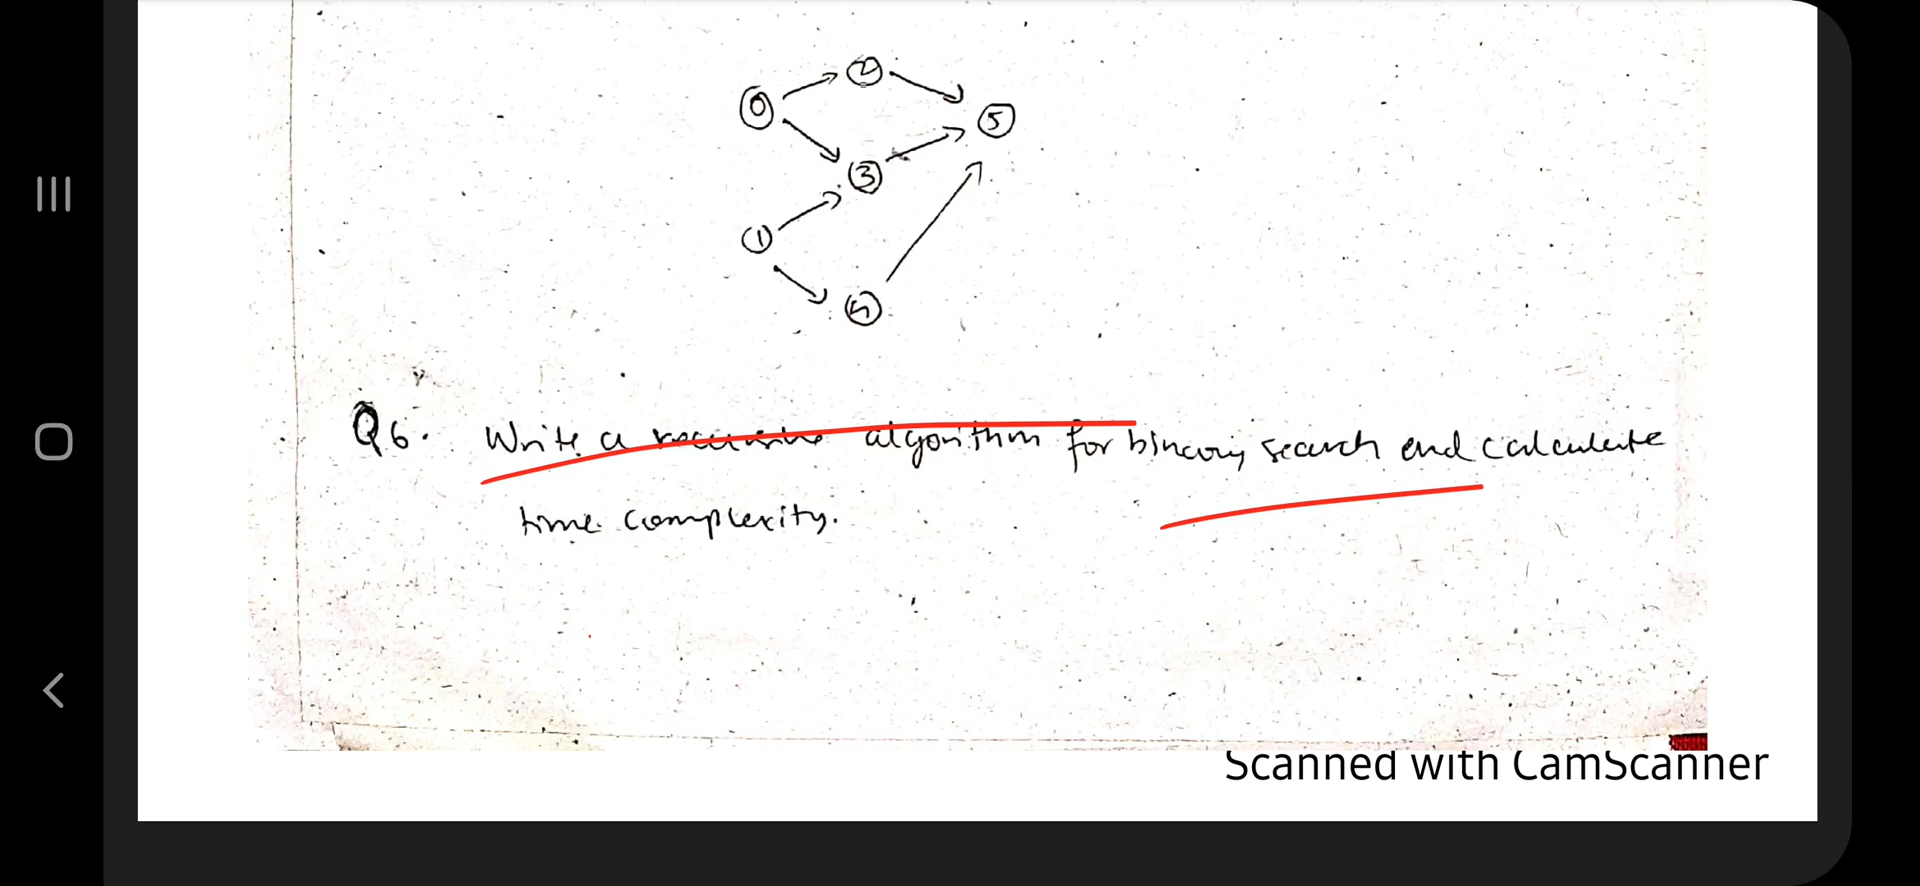 0
2
5
3
1
4
Q6. Write a recursive algorithm for binary search and calculate
time complexity.
Scanned with CamScanner